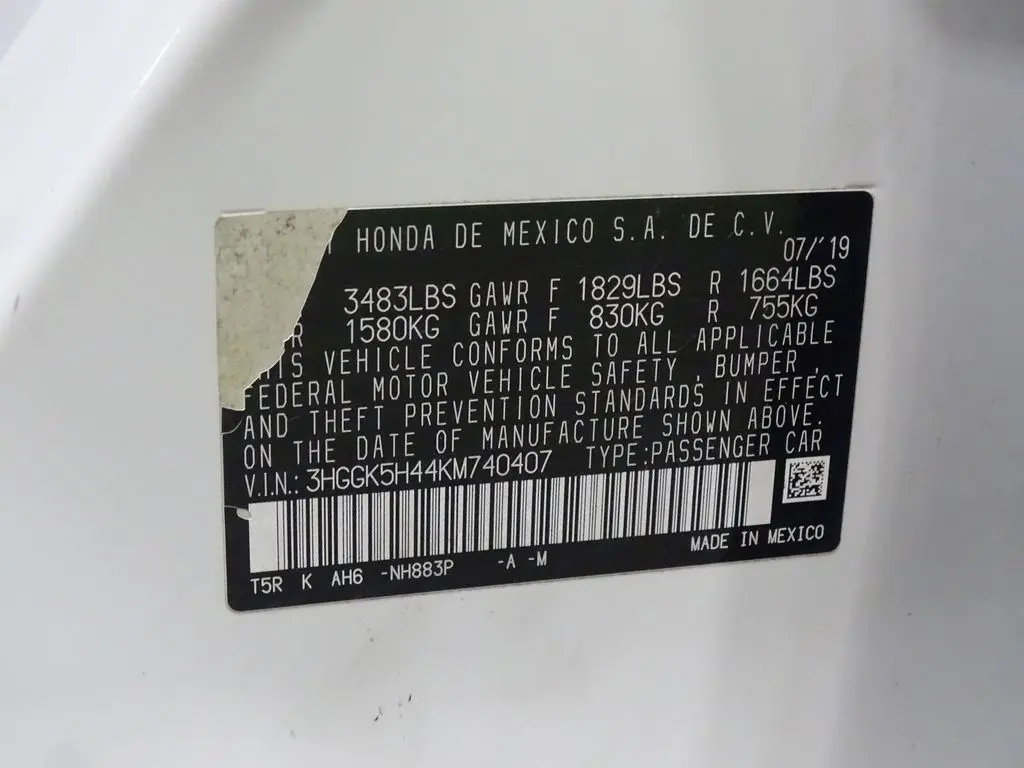 HONDA DE MEXICO S.A. DE C.V.
07/'19
3483LBS GAWR F 1829LBS R 1664LBS
R 1580KG GAWR F 830KG R 755KG
VEHICLE CONFORMS TO ALL APPLICABLE
FEDERAL MOTOR VEHICLE SAFETY, BUMPER,
AND THEFT PREVENTION STANDARDS IN EFFECT
ON THE DATE OF MANUFACTURE SHOWN ABOVE.
V.I.N.: 3HGGK5H44KM740407 TYPE:PASSENGER CAR
MADE IN MEXICO
T5R K AH6 -NH883P -A -M